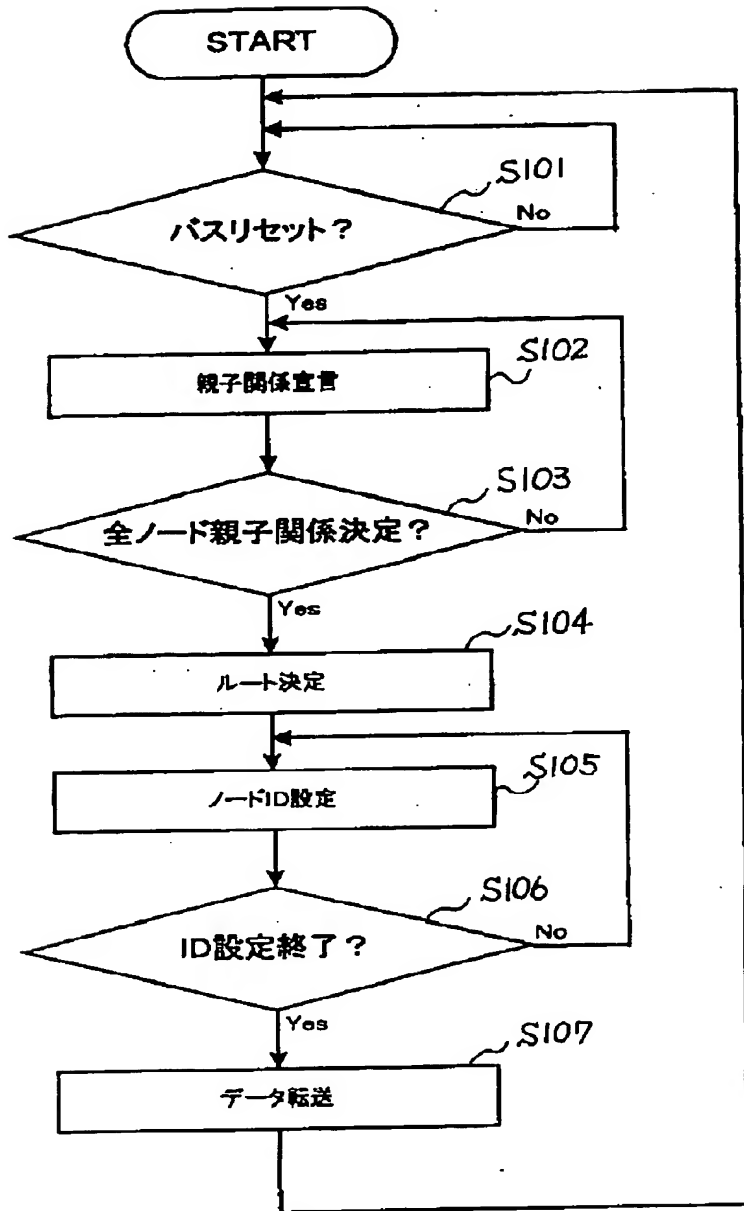 START
S101
バスリセット？
No
Yes
S102
親子関係宣言
S103
全ノード親子関係決定？
No
Yes
S104
ルート決定
S105
ノードID設定
S106
ID設定終了？
No
Yes
S107
データ転送